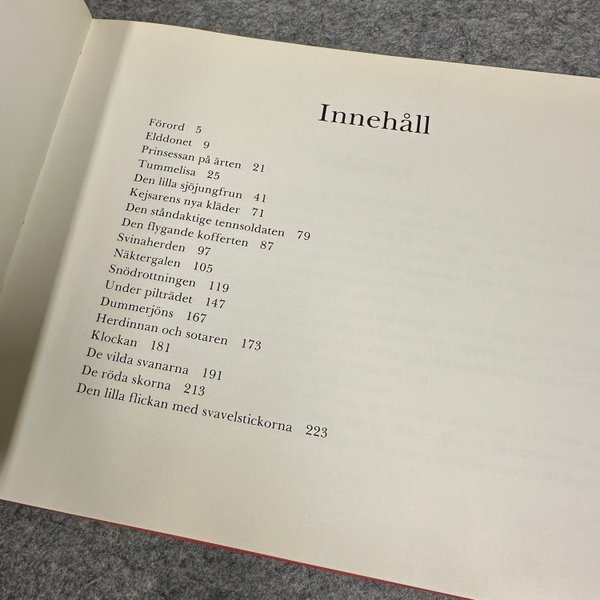 Innehåll
Förord 5
Elddonet 9
Prinsessan på ärten 21
Tummelisa 25
Den lilla sjöjungfrun 41
Kejsarens nya kläder 71
Den ståndaktige tennsoldaten 79
Den flygande kofferten 87
Svinaherden 97
Näktergalen 105
Snödrottningen 119
Under pilträdet 147
Dummerjöns 167
Herdinnan och sotaren 173
Klockan 181
De vilda svanarna 191
De röda skorna 213
Den lilla flickan med svavelstickorna 223